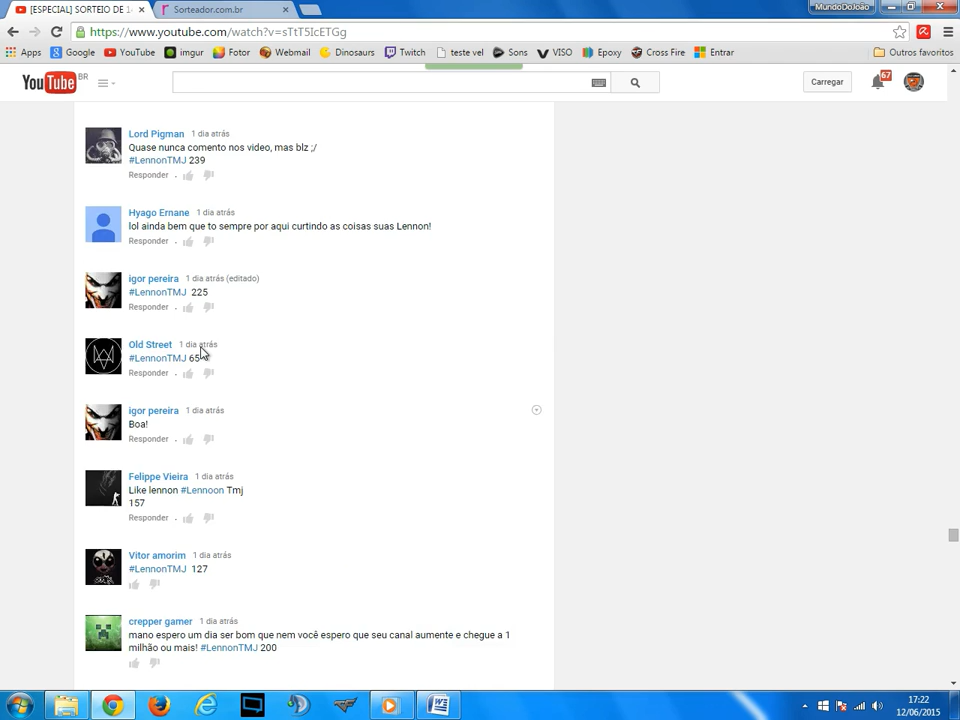 [ESPECIAL] SORTEIO DE 1-
Sorteador.com.br
MundoDaJoão
https://www.youtube.com/watch?v=sTtT5IcETGg
Apps
Google
YouTube
imgur
Fotor
Webmail
Dinosaurs
Twitch
teste vel
Sons
VISO
Epoxy
Cross Fire
Entrar
Outros favoritos
YouTube BR
Carregar
67
Lord Pigman 1 dia atrás
Quase nunca comento nos video, mas blz ;/
#LennonTMJ 239
Responder
Hyago Ernane 1 dia atrás
lol ainda bem que to sempre por aqui curtindo as coisas suas Lennon!
Responder
igor pereira 1 dia atrás (editado)
#LennonTMJ 225
Responder
Old Street 1 dia atrás
#LennonTMJ 65
Responder
igor pereira 1 dia atrás
Boa!
Responder
Felippe Vieira 1 dia atrás
Like lennon #Lennoon Tmj
157
Responder
Vitor amorim 1 dia atrás
#LennonTMJ 127
crepper gamer 1 dia atrás
mano espero um dia ser bom que nem você espero que seu canal aumente e chegue a 1
milhão ou mais! #LennonTMJ 200
17:22
12/06/2015